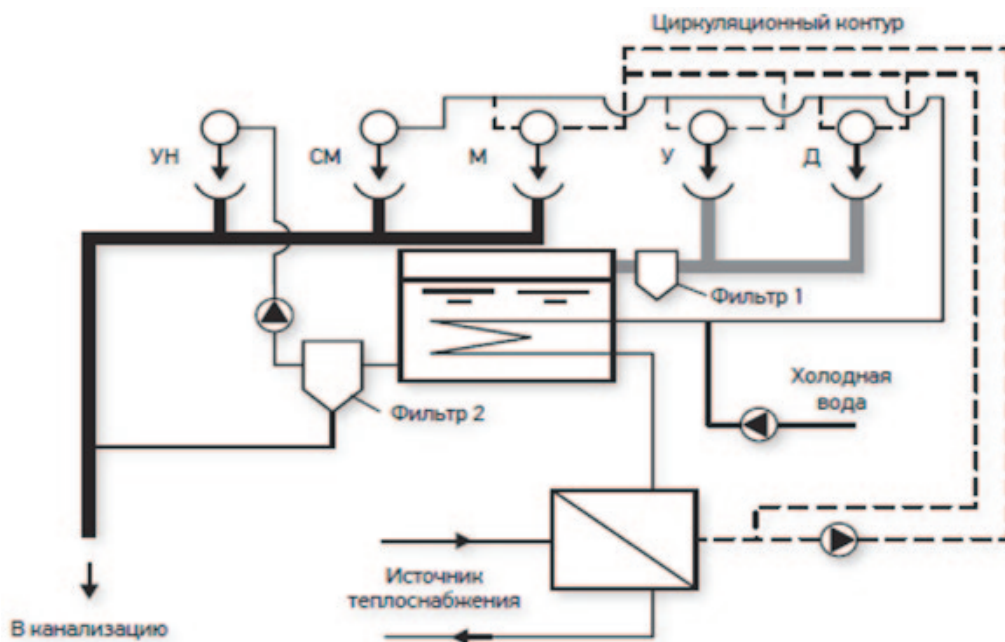 Циркуляционный контур
УН
СМ
М
У
Д
Фильтр 1
Холодная
вода
Фильтр 2
Источник
теплоснабжения
В канализацию